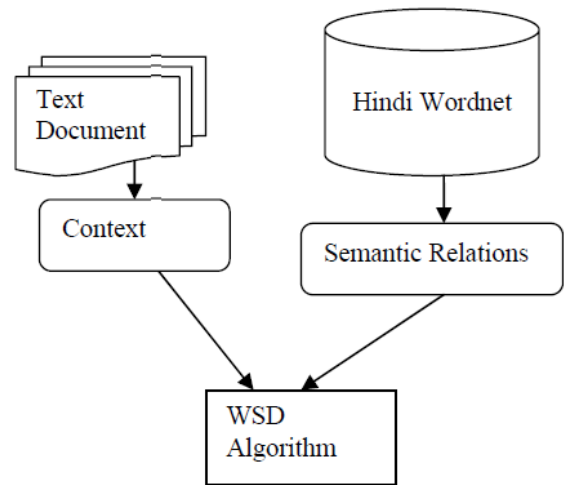 Text
Document
Hindi Wordnet
Context
Semantic Relations
WSD
Algorithm